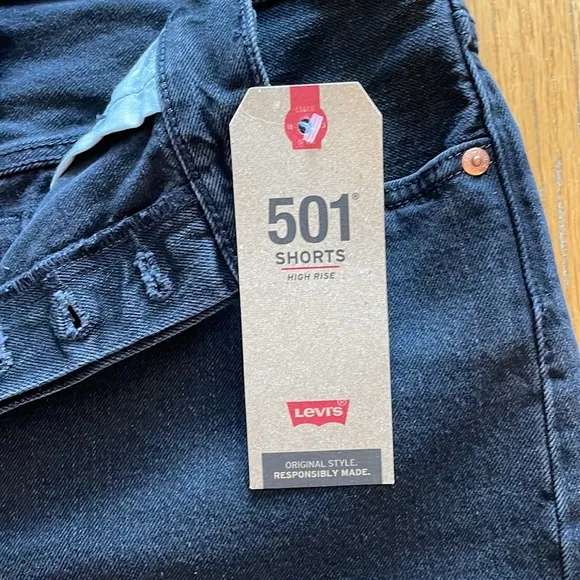 501®
SHORTS
HIGH RISE
LEVI'S®
ORIGINAL STYLE.
RESPONSIBLY MADE.